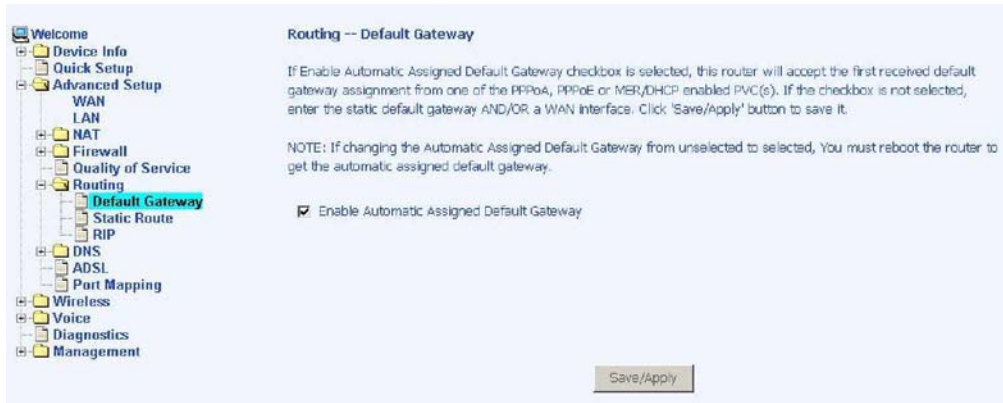 Welcome
Device Info
Quick Setup
Advanced Setup
WAN
LAN
NAT
Firewall
Quality of Service
Routing
Default Gateway
Static Route
RIP
DNS
ADSL
Port Mapping
Wireless
Voice
Diagnostics
Management
Routing -- Default Gateway
If Enable Automatic Assigned Default Gateway checkbox is selected, this router will accept the first received default
gateway assignment from one of the PPPoA, PPPoE or MER/DHCP enabled PVC(s). If the checkbox is not selected,
enter the static default gateway AND/OR a WAN interface. Click 'Save/Apply' button to save it.
NOTE: If changing the Automatic Assigned Default Gateway from unselected to selected, You must reboot the router to
get the automatic assigned default gateway.
Enable Automatic Assigned Default Gateway
Save/Apply